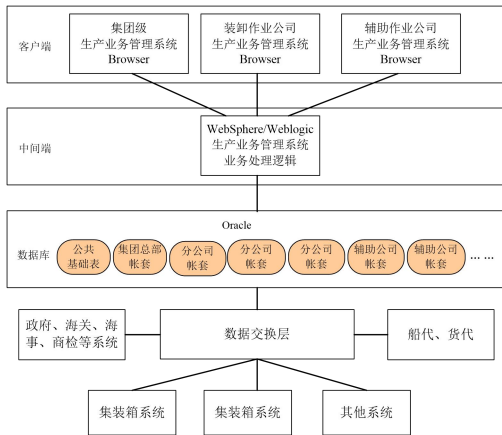 客户端
集团级
生产业务管理系统
Browser
装卸作业公司
生产业务管理系统
Browser
辅助作业公司
生产业务管理系统
Browser
中间端
WebSphere/Weblogic
生产业务管理系统
业务处理逻辑
Oracle
数据库
公共
基础表
集团总部
帐套
分公司
帐套
分公司
帐套
分公司
帐套
辅助公司
帐套
辅助公司
帐套
... ...
政府、海关、海
事、商检等系统
数据交换层
船代、货代
集装箱系统
集装箱系统
其他系统